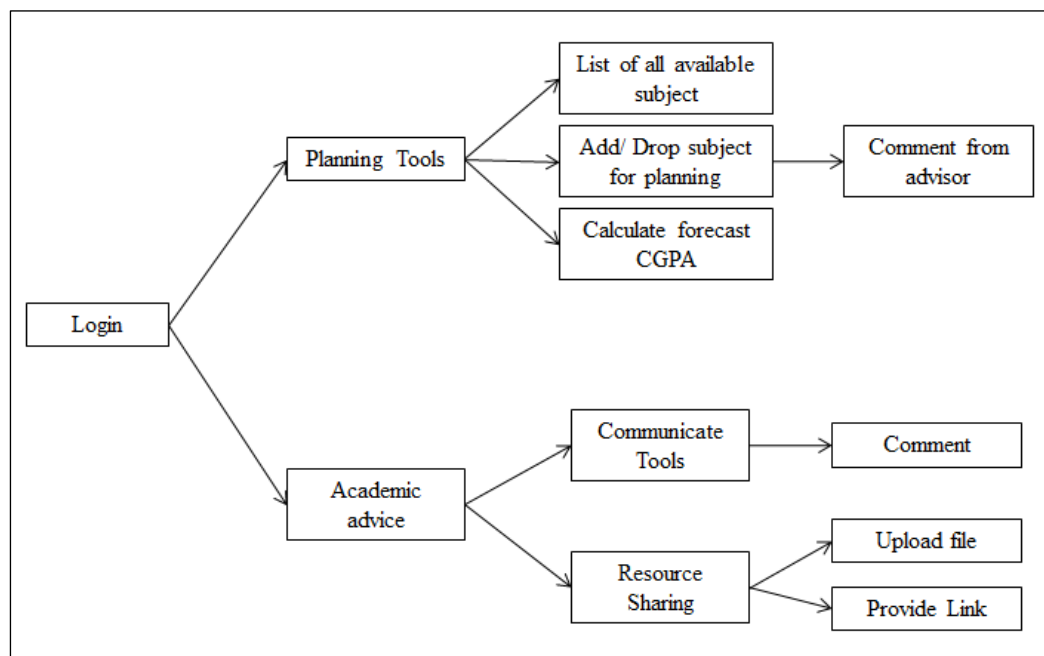 List of all available
subject
Planning Tools
Add/ Drop subject
for planning
Comment from
advisor
Calculate forecast
CGPA
Login
Communicate
Tools
Comment
Academic
advice
Upload file
Resource
Sharing
Provide Link